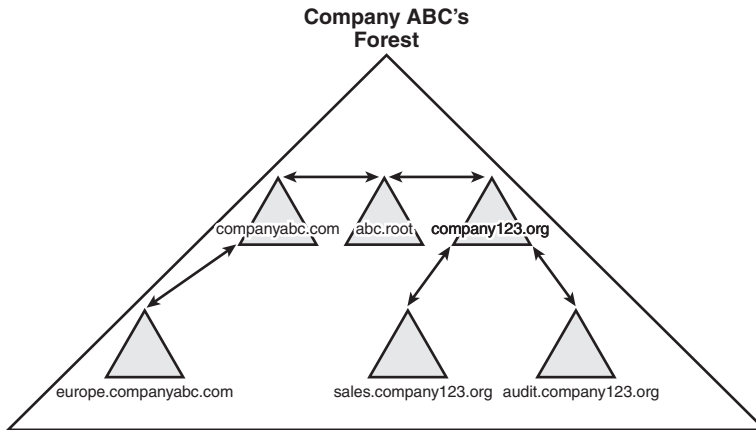 Company ABC's
Forest
companyabc.com abc.root company123.org
europe.companyabc.com sales.company123.org audit.company123.org